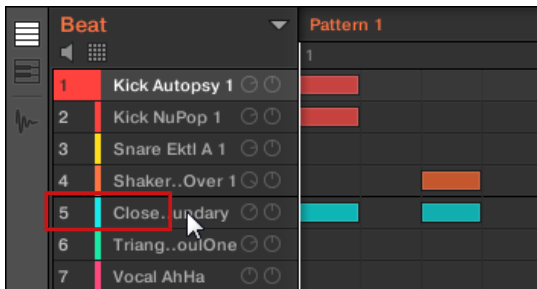 Beat
Pattern 1
1
1 Kick Autopsy 1
2 Kick NuPop 1
3 Snare Ektl A 1
4 Shaker..Over 1
5 Close..undary
6 Triang..oulOne
7 Vocal AhHa